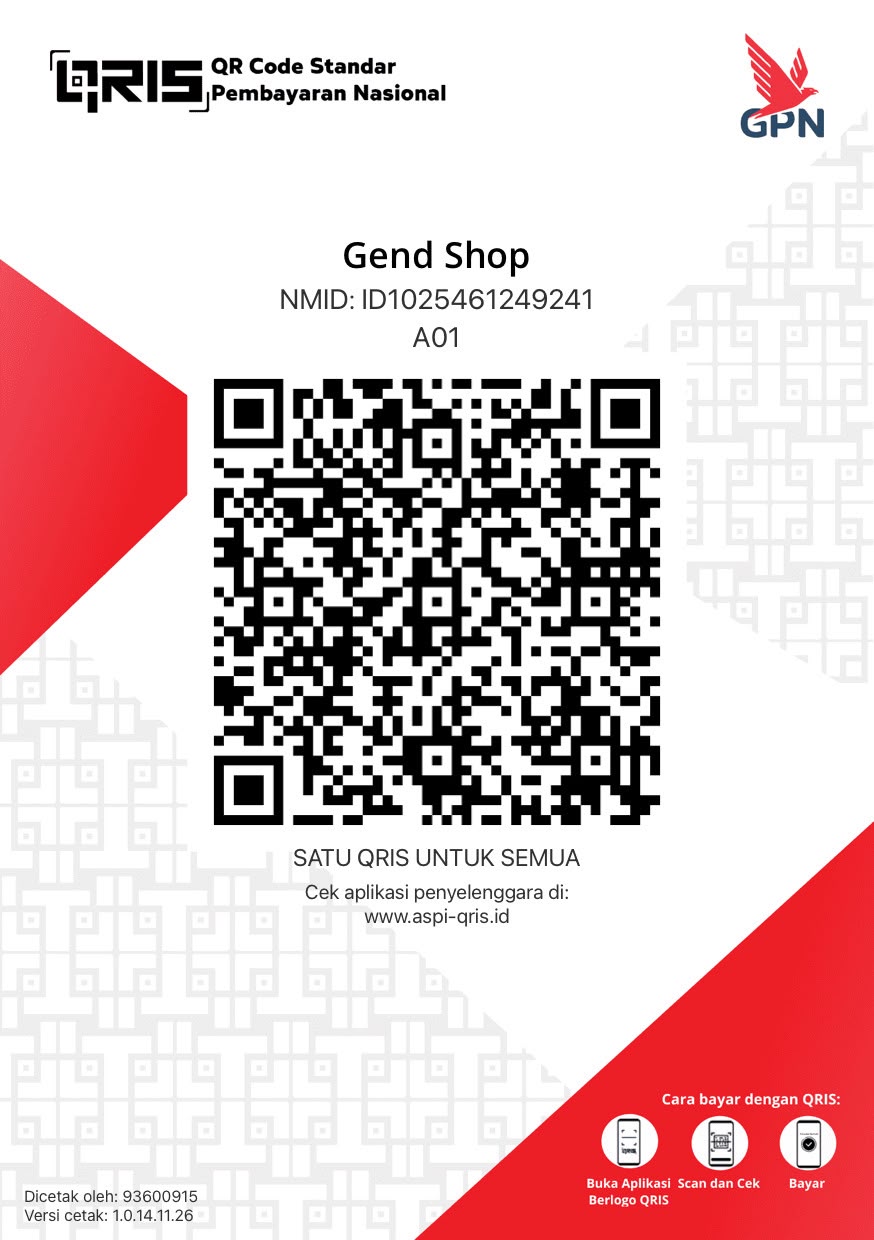 QRIS
QR Code Standar
Pembayaran Nasional
GPN
Gend Shop
NMID: ID1025461249241
A01
SATU QRIS UNTUK SEMUA
Cek aplikasi penyelenggara di:
www.aspi-qris.id
Cara bayar dengan QRIS:
Buka Aplikasi
Berlogo QRIS
Scan dan Cek
Bayar
Dicetak oleh: 93600915
Versi cetak: 1.0.14.11.26